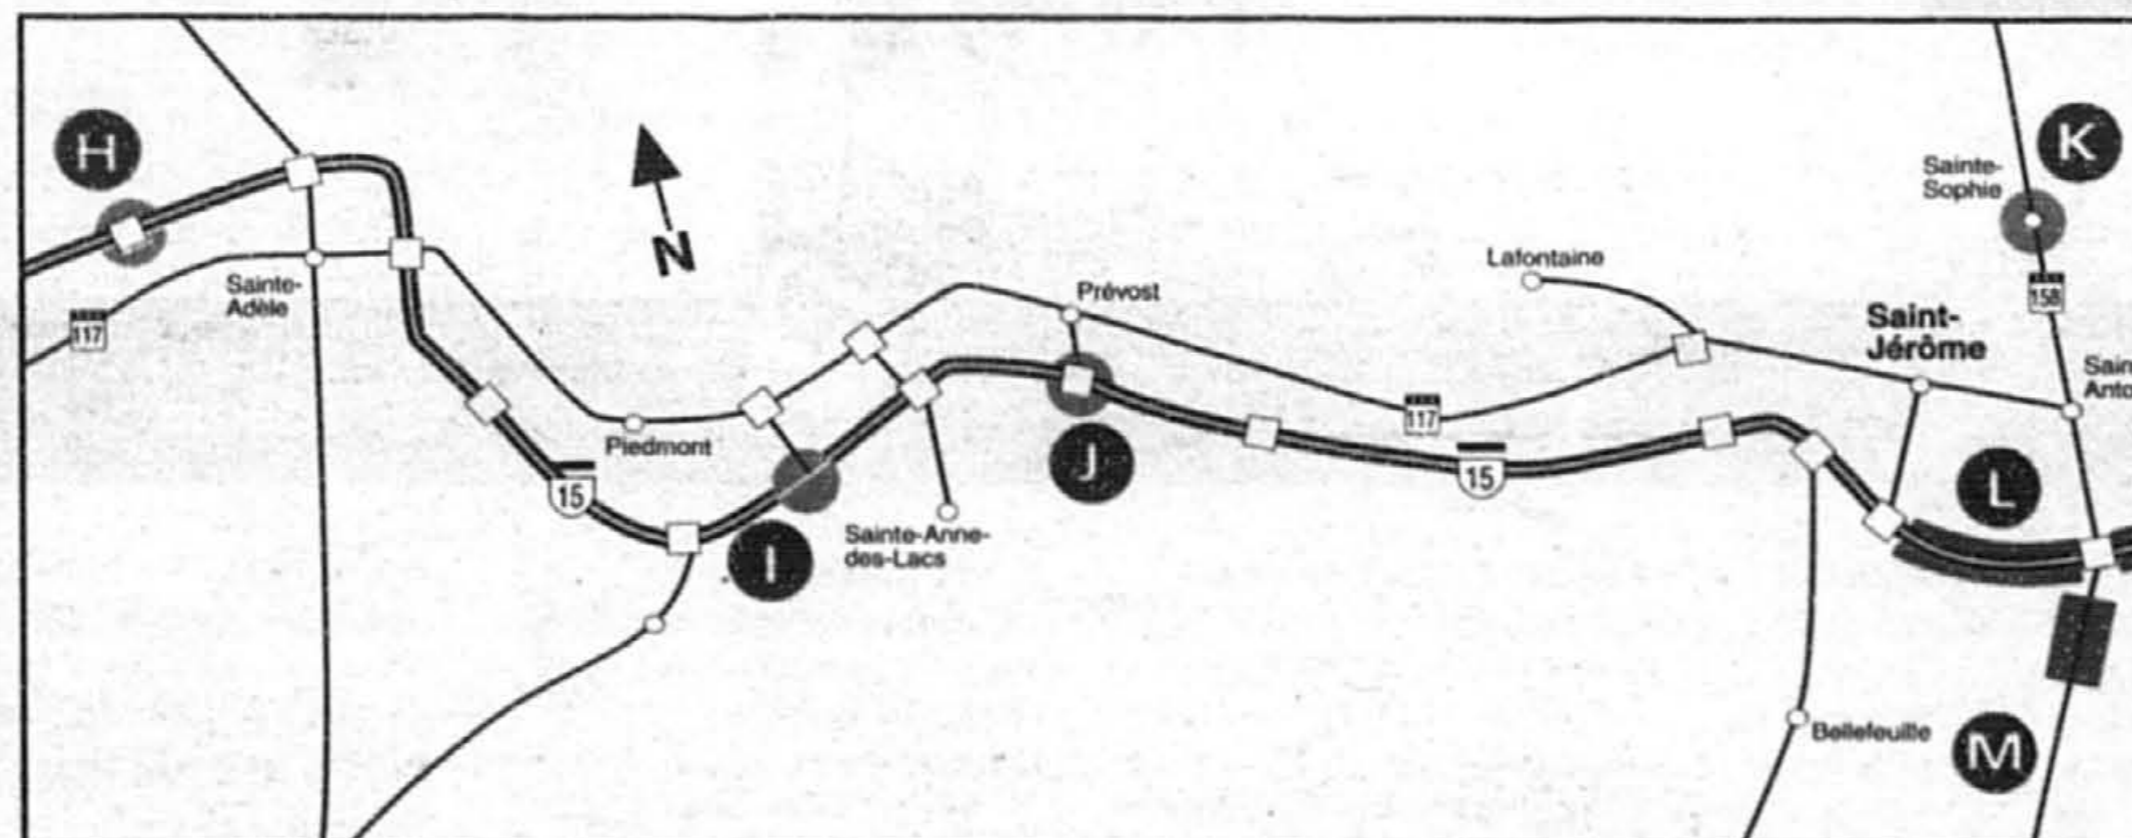 H
K
Sainte-
Sophie
N
Lafontaine
Sainte-
Adèle
Prévost
158
117
Saint-
Jérôme
117
Piedmont
J
15
15
L
Sainte-Anne-
des-Lacs
I
Bellefeuille
M